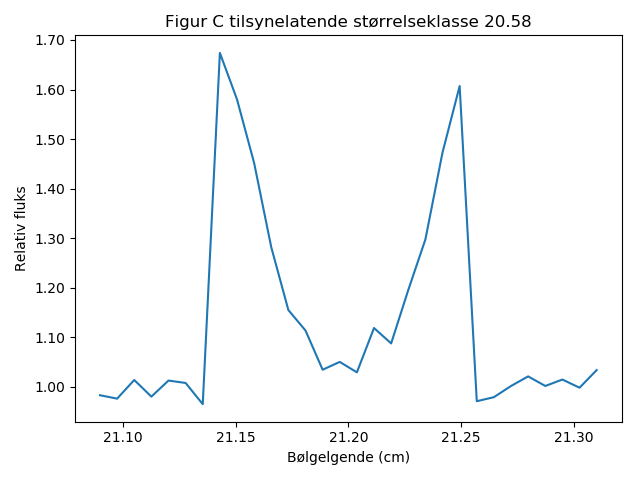 Figur C tilsynelatende størrelseklasse 20.58
1.70
1.60
1.50
1.40
1.30
1.20
1.10
1.00
Relativ fluks
21.10 21.15 21.20 21.25 21.30
Bølgelgende (cm)